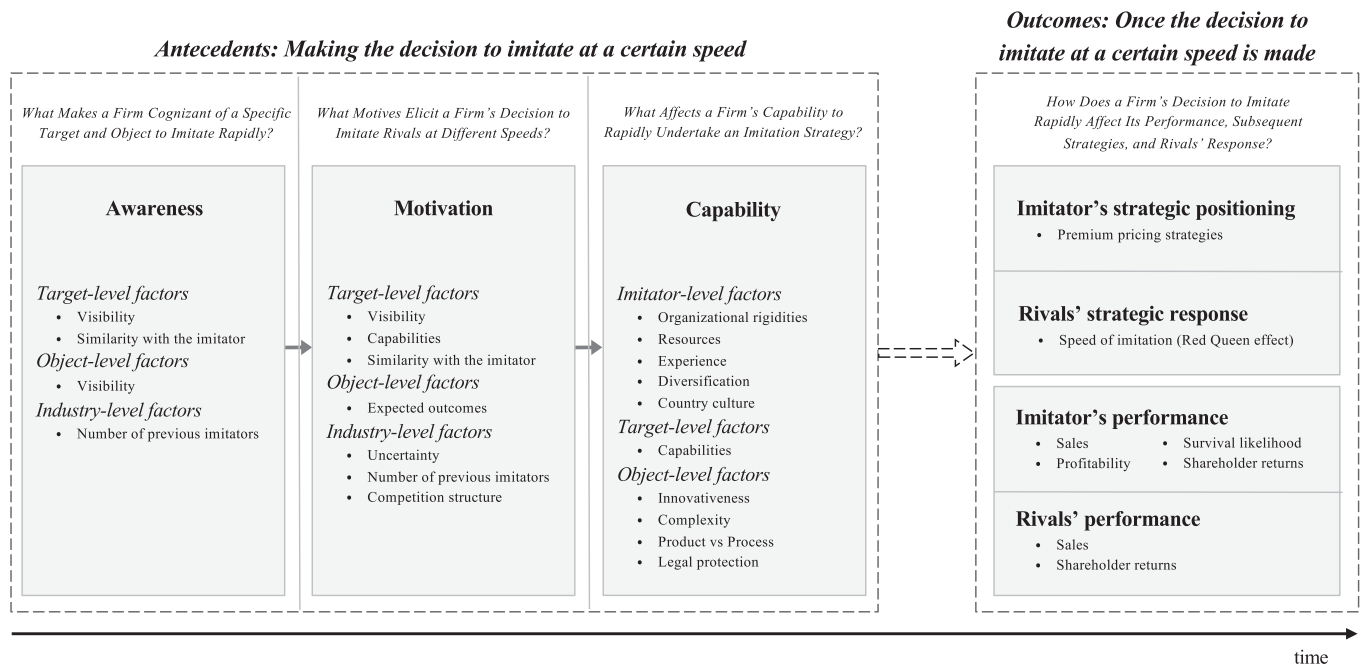 Antecedents: Making the decision to imitate at a certain speed
What Makes a Firm Cognizant of a Specific
Target and Object to Imitate Rapidly?
Awareness
Target-level factors
• Visibility
• Similarity with the imitator
Object-level factors
• Visibility
Industry-level factors
• Number of previous imitators
What Motives Elicit a Firm's Decision to
Imitate Rivals at Different Speeds?
Motivation
Target-level factors
• Visibility
• Capabilities
• Similarity with the imitator
Object-level factors
• Expected outcomes
Industry-level factors
• Uncertainty
• Number of previous imitators
• Competition structure
What Affects a Firm's Capability to
Rapidly Undertake an Imitation Strategy?
Capability
Imitator-level factors
• Organizational rigidities
• Resources
• Experience
• Diversification
• Country culture
Target-level factors
• Capabilities
Object-level factors
• Innovativeness
• Complexity
• Product vs Process
• Legal protection
Outcomes: Once the decision to
imitate at a certain speed is made
How Does a Firm's Decision to Imitate
Rapidly Affect Its Performance, Subsequent
Strategies, and Rivals' Response?
Imitator's strategic positioning
• Premium pricing strategies
Rivals' strategic response
• Speed of imitation (Red Queen effect)
Imitator's performance
• Sales • Survival likelihood
• Profitability • Shareholder returns
Rivals' performance
• Sales
• Shareholder returns
time